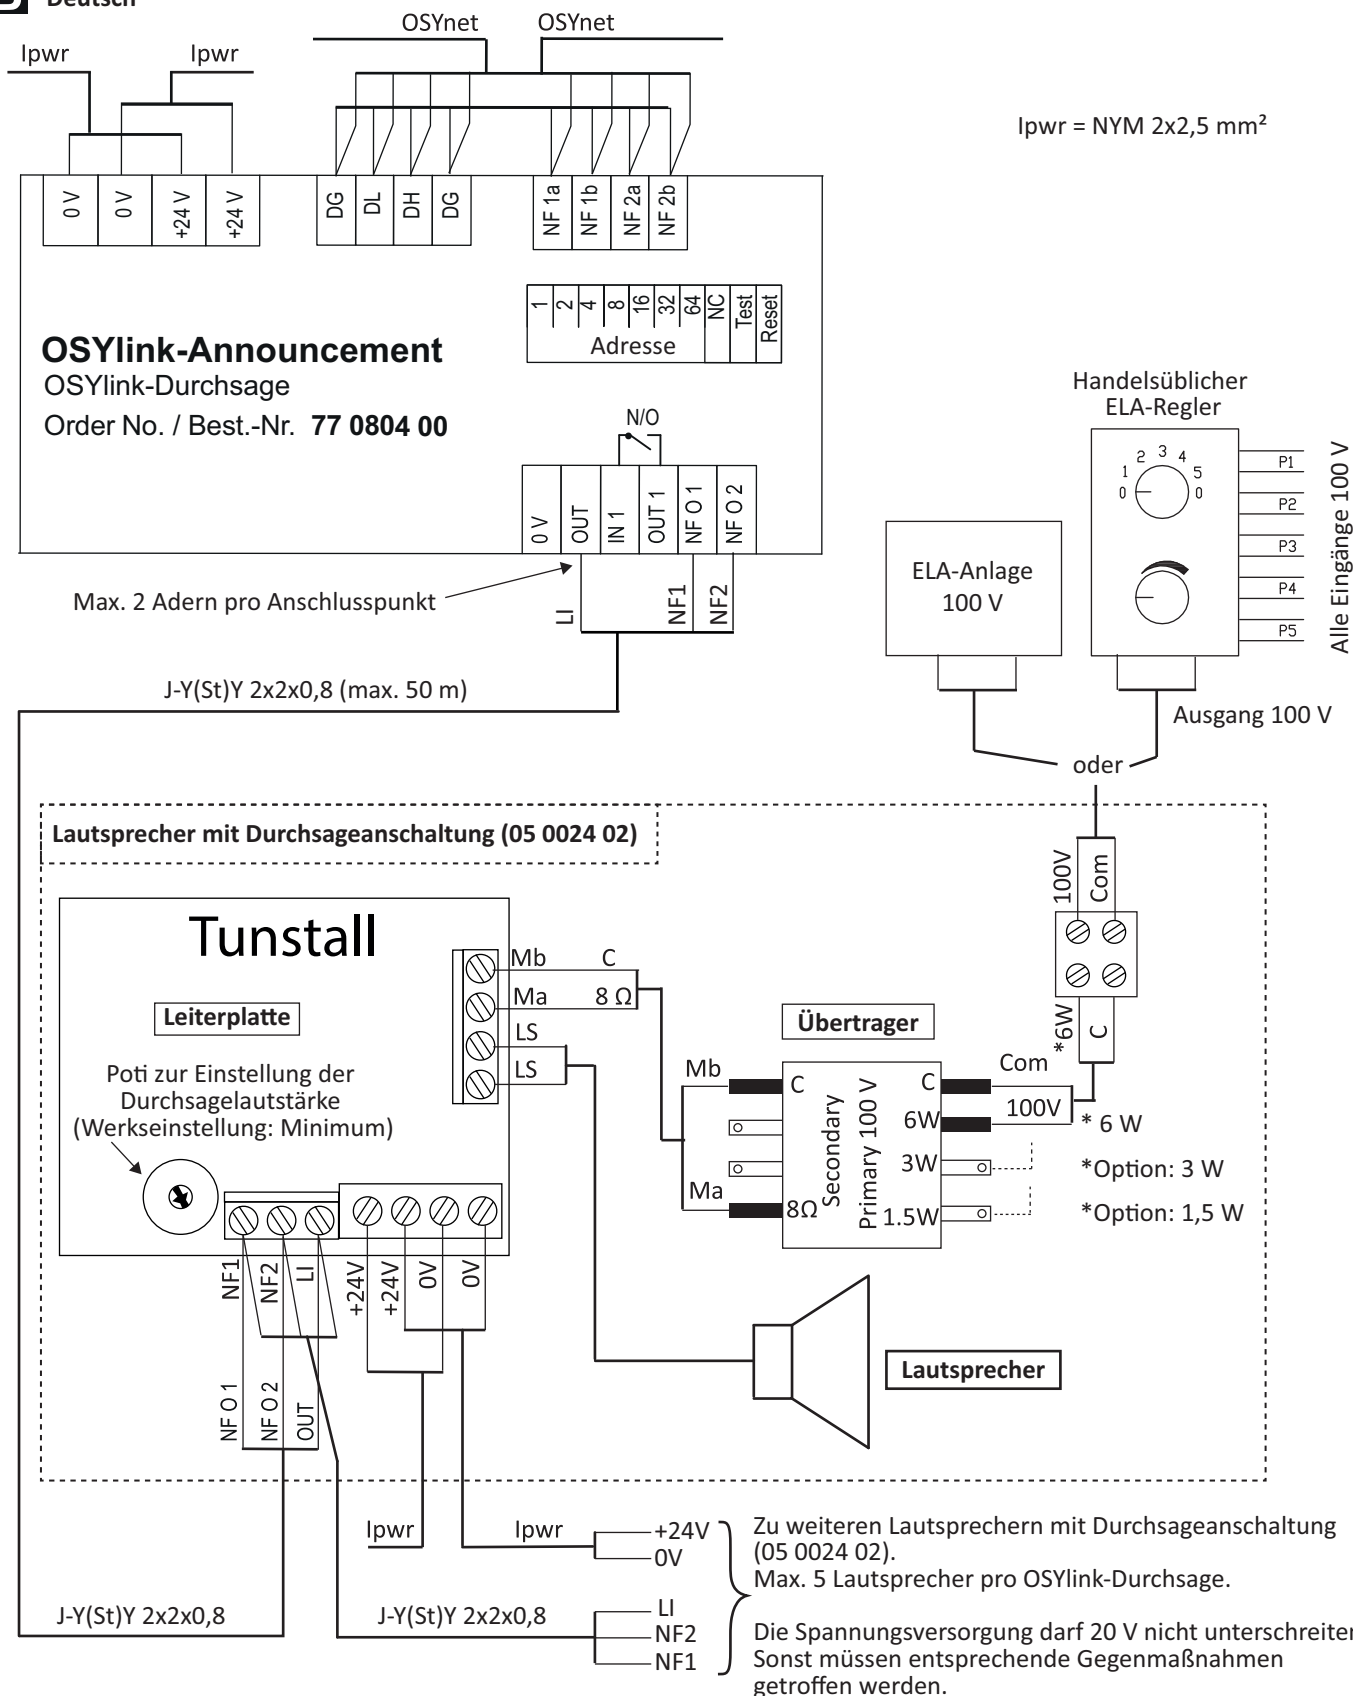 Deutsch
OSYnet
OSYnet
Ipwr
Ipwr
Ipwr = NYM 2x2,5 mm²
0 V
0 V
+24 V
+24 V
DG
DL
DH
DG
NF 1a
NF 1b
NF 2a
NF 2b
1
2
4
8
16
32
64
NC
Test
Reset
Adresse
OSYlink-Announcement
OSYlink-Durchsage
Order No. / Best.-Nr. 77 0804 00
N/O
0 V
OUT
IN 1
OUT 1
NF O 1
NF O 2
Max. 2 Adern pro Anschlusspunkt
LI
NF1
NF2
J-Y(St)Y 2x2x0,8 (max. 50 m)
Handelsüblicher
ELA-Regler
0
1
2
3
4
5
0
P1
P2
P3
P4
P5
Alle Eingänge 100 V
ELA-Anlage
100 V
Ausgang 100 V
oder
Lautsprecher mit Durchsageanschaltung (05 0024 02)
100V
Com
*6W
C
Tunstall
Leiterplatte
Poti zur Einstellung der
Durchsagelautstärke
(Werkseinstellung: Minimum)
Mb
C
Ma
8 Ω
LS
LS
Übertrager
Mb
C
Ma
8Ω
Secondary
Primary 100 V
C
6W
3W
1.5W
Com
100V
* 6 W
*Option: 3 W
*Option: 1,5 W
NF1
NF2
LI
+24V
+24V
0V
0V
NF O 1
NF O 2
OUT
Lautsprecher
Ipwr
Ipwr
+24V
0V
J-Y(St)Y 2x2x0,8
J-Y(St)Y 2x2x0,8
LI
NF2
NF1
Zu weiteren Lautsprechern mit Durchsageanschaltung
(05 0024 02).
Max. 5 Lautsprecher pro OSYlink-Durchsage.
Die Spannungsversorgung darf 20 V nicht unterschreiten
Sonst müssen entsprechende Gegenmaßnahmen
getroffen werden.